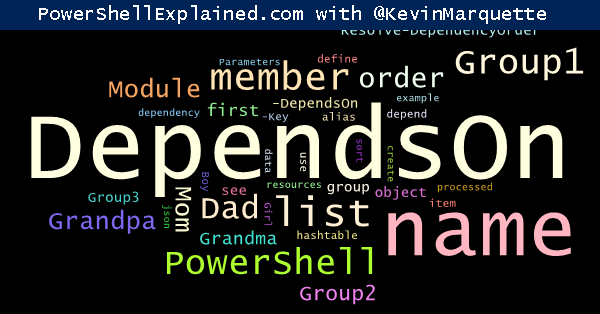 PowerShellExplained.com with @KevinMarquette
Resolve-DependencyOrder
Parameters
define
Group1
member
order
Module
-DependsOn
example
first
dependency
-Key
alias
depend
DependsOn
data
use
sort
create
Boy
resources
group
processed
see
object
Group3
Mom
Dad
list
name
item
json
Girl
Grandpa
Grandma
hashtable
PowerShell
Group2